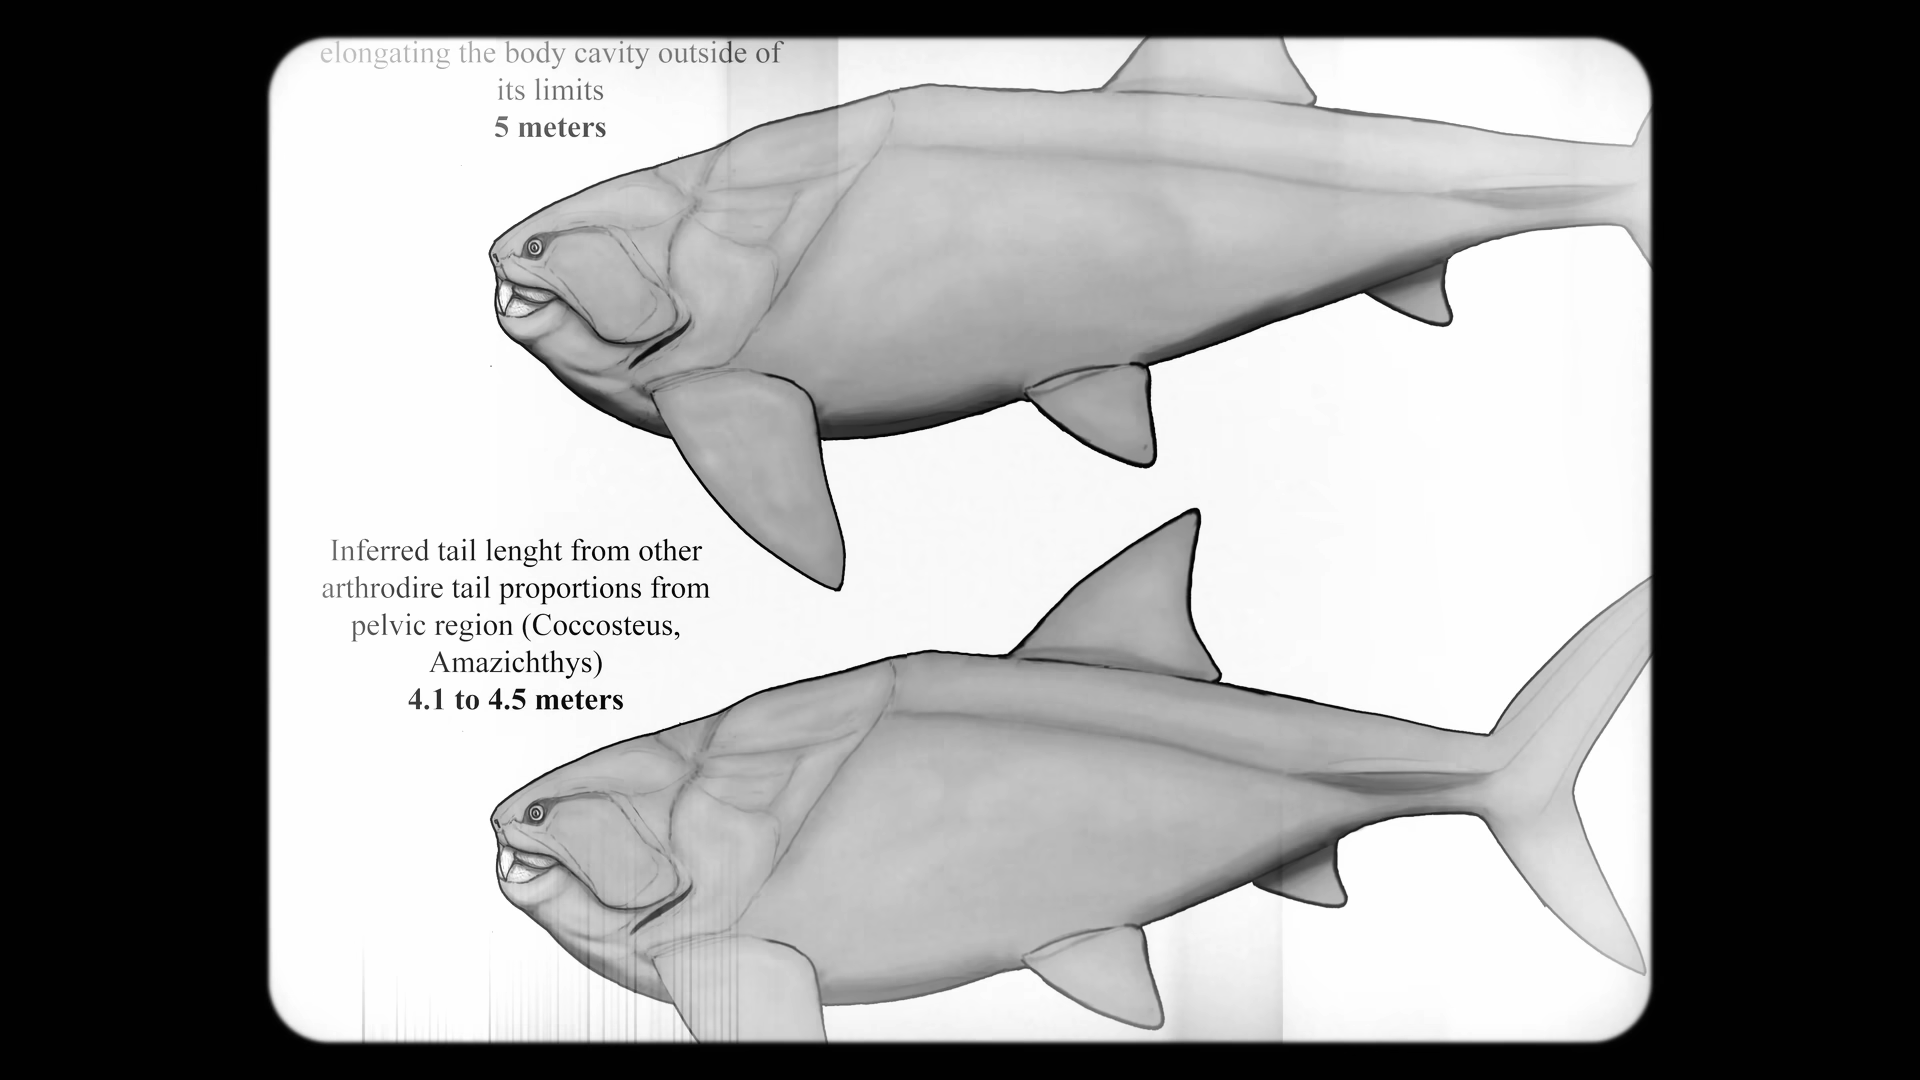 elongating the body cavity outside of
its limits
5 meters
Inferred tail lenght from other
arthrodire tail proportions from
pelvic region (Coccosteus,
Amazichthys)
4.1 to 4.5 meters